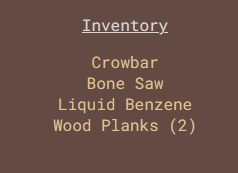 Inventory
Crowbar
Bone Saw
Liquid Benzene
Wood Planks (2)